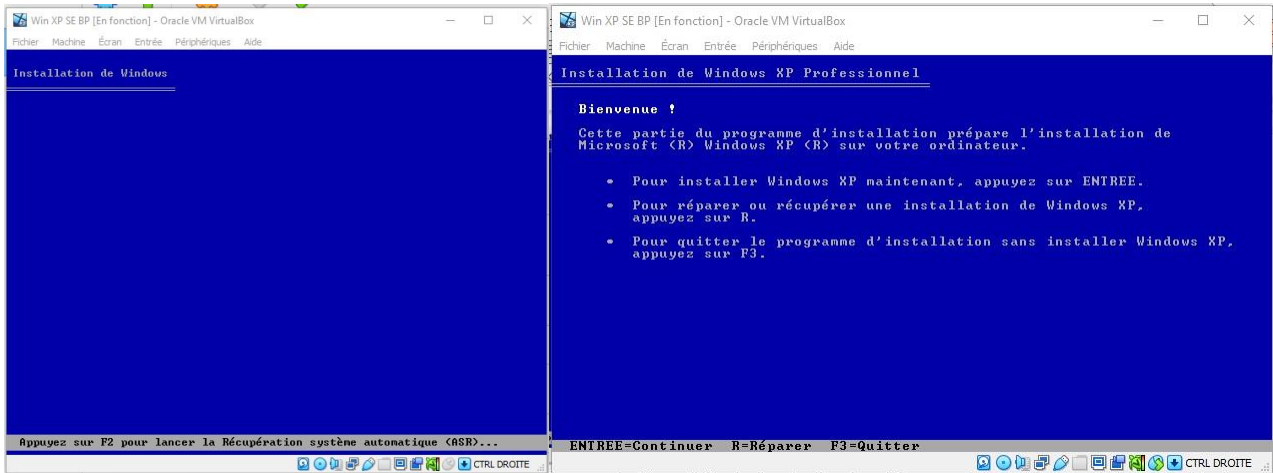 Win XP SE BP [En fonction] - Oracle VM VirtualBox
Fichier Machine Écran Entrée Périphériques Aide
Installation de Windows
Appuyez sur F2 pour lancer la Récupération système automatique (ASR)...
CTRL DROITE
Win XP SE BP [En fonction] - Oracle VM VirtualBox
Fichier Machine Écran Entrée Périphériques Aide
Installation de Windows XP Professionnel
Bienvenue !
Cette partie du programme d'installation prépare l'installation de
Microsoft (R) Windows XP (R) sur votre ordinateur.
• Pour installer Windows XP maintenant, appuyez sur ENTREE.
• Pour réparer ou récupérer une installation de Windows XP,
appuyez sur R.
• Pour quitter le programme d'installation sans installer Windows XP,
appuyez sur F3.
ENTREE=Continuer R=Réparer F3=Quitter
CTRL DROITE